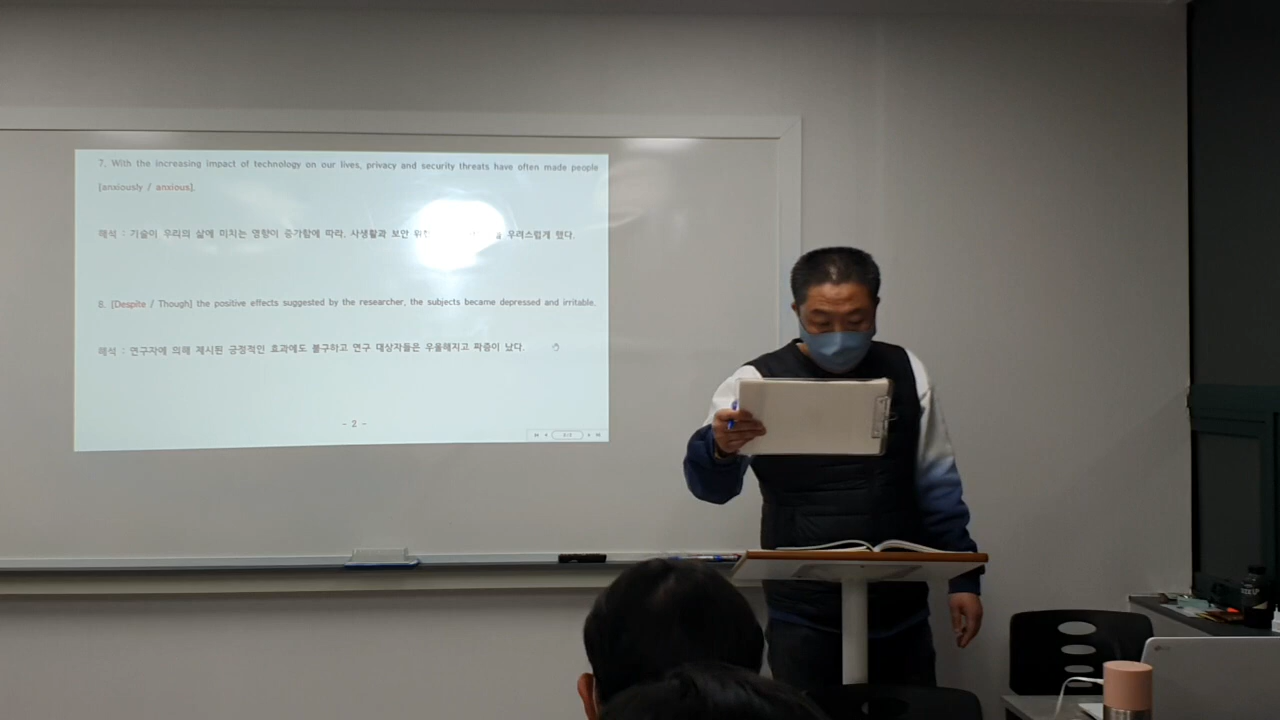 7. With the increasing impact of technology on our lives, privacy and security threats have often made people
[anxiously / anxious].
해석 : 기술이 우리의 삶에 미치는 영향이 증가함에 따라, 사생활과 보안 우려스럽게 했다.
8. [Despite / Though] the positive effects suggested by the researcher, the subjects became depressed and irritable.
해석 : 연구자에 의해 제시된 긍정적인 효과에도 불구하고 연구 대상자들은 우울해지고 짜증이 났다.
- 2 -